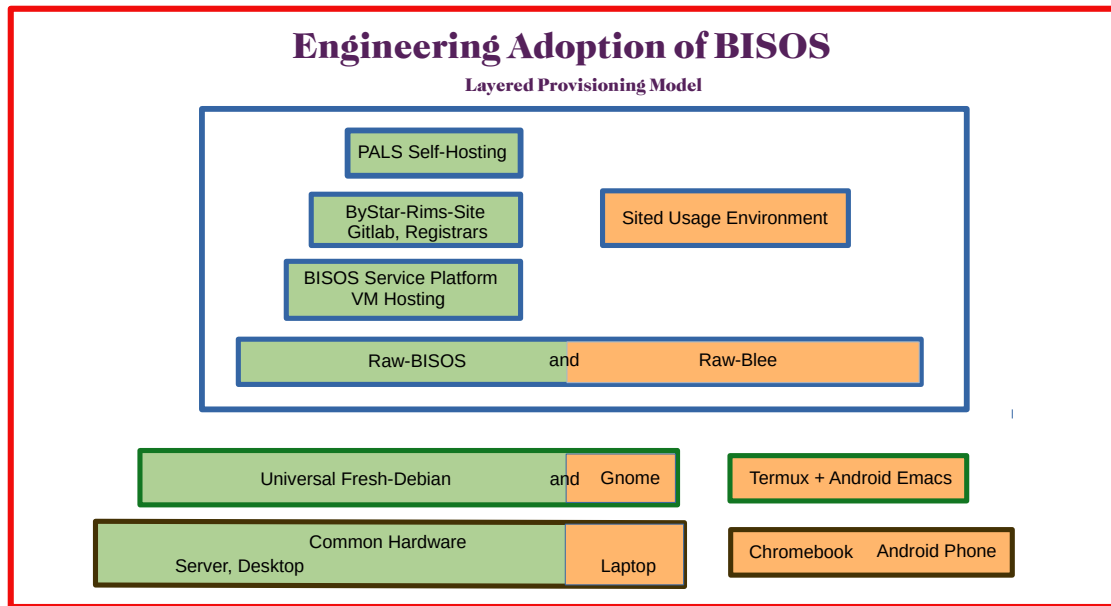 Engineering Adoption of BISOS
Layered Provisioning Model
PALS Self-Hosting
ByStar-Rims-Site
Gitlab, Registrars
Sited Usage Environment
BISOS Service Platform
VM Hosting
Raw-BISOS and Raw-Blee
Universal Fresh-Debian and Gnome
Termux + Android Emacs
Common Hardware
Server, Desktop
Laptop
Chromebook Android Phone